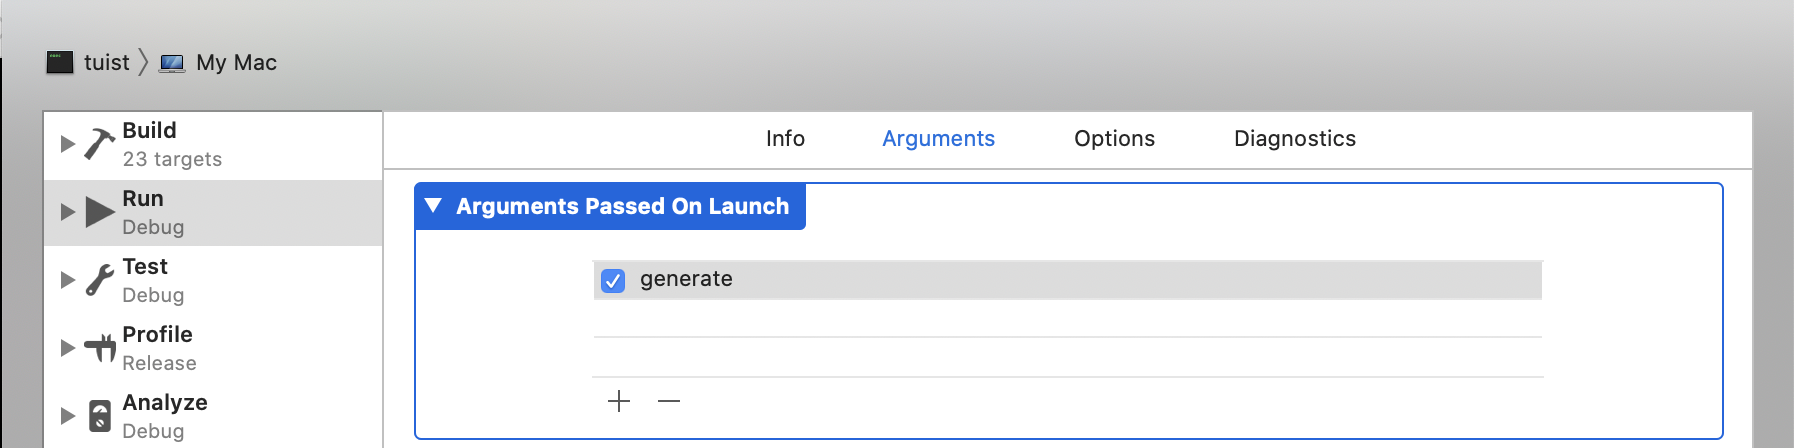 tuist My Mac
Info Arguments Options Diagnostics
Build
23 targets
Run
Debug
Test
Debug
Profile
Release
Analyze
Debug
Arguments Passed On Launch
generate